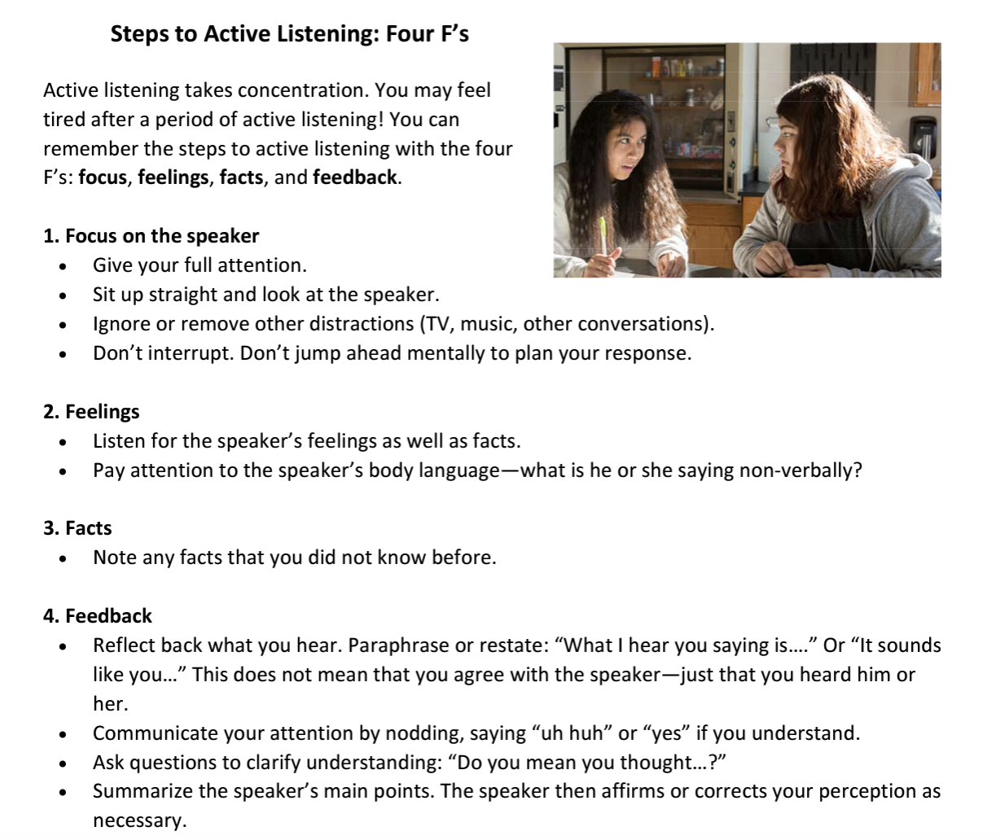 Steps to Active Listening: Four F’s
Active listening takes concentration. You may feel
tired after a period of active listening! You can
remember the steps to active listening with the four
F’s: focus, feelings, facts, and feedback.
1. Focus on the speaker
• Give your full attention.
• Sit up straight and look at the speaker.
• Ignore or remove other distractions (TV, music, other conversations).
• Don’t interrupt. Don’t jump ahead mentally to plan your response.
2. Feelings
• Listen for the speaker’s feelings as well as facts.
• Pay attention to the speaker’s body language—what is he or she saying non-verbally?
3. Facts
• Note any facts that you did not know before.
4. Feedback
• Reflect back what you hear. Paraphrase or restate: “What I hear you saying is....” Or “It sounds
like you…” This does not mean that you agree with the speaker—just that you heard him or
her.
• Communicate your attention by nodding, saying “uh huh” or “yes” if you understand.
• Ask questions to clarify understanding: “Do you mean you thought…?”
• Summarize the speaker’s main points. The speaker then affirms or corrects your perception as
necessary.